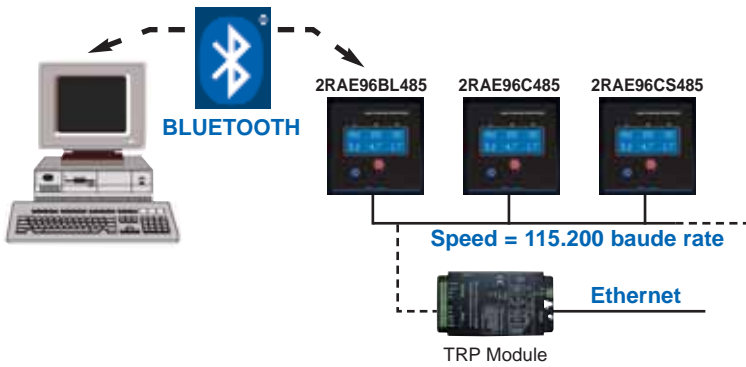 2RAE96BL485
2RAE96C485
2RAE96CS485
BLUETOOTH
Speed = 115.200 baude rate
Ethernet
TRP Module